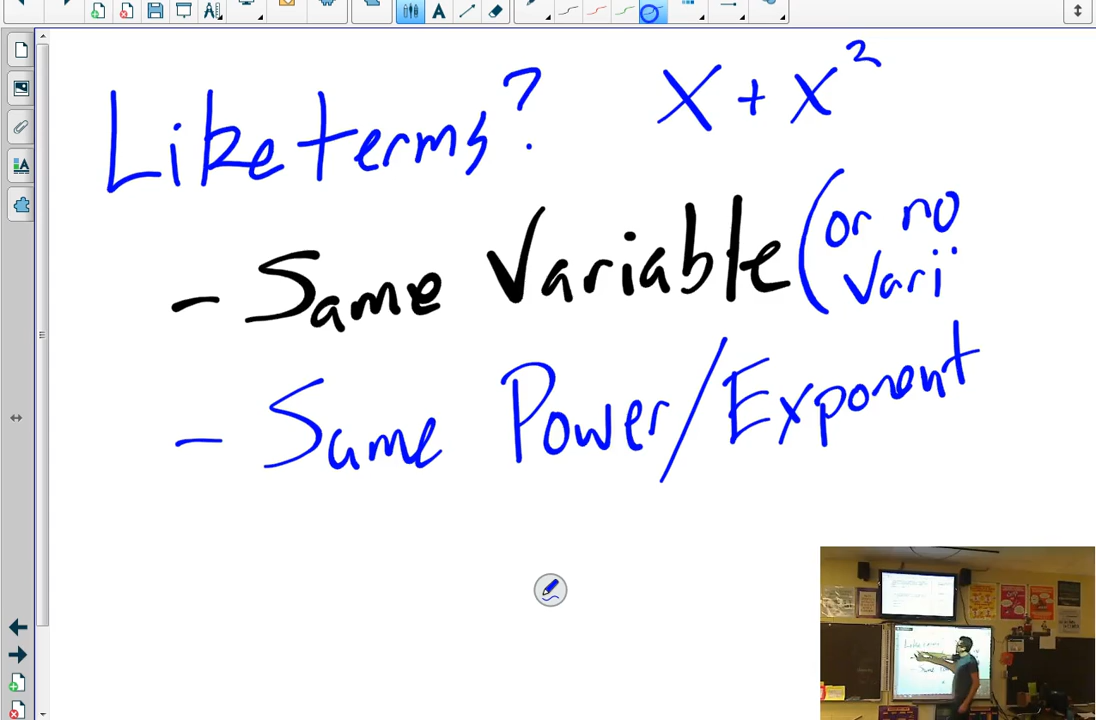 Like terms? x + x²
- Same Variable (or no
vari
- Same Power/Exponent